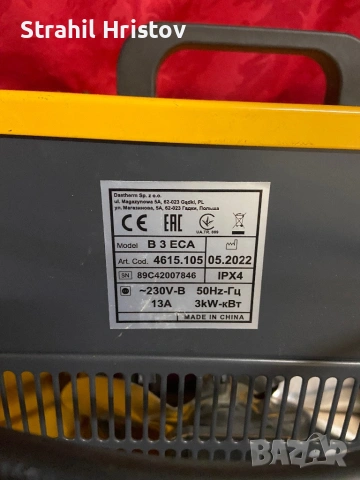 Strahil Hristov
Dantherm Sp. z o.o.
ul. Magazynowa 5A, 62-023 Gądki, PL
ул. Магазинова, 5А, 62-023 Гадки, Польша
CE EAC
UA.TR. 099
Model B 3 ECA
Art. Cod. 4615.105 05.2022
SN 89C42007846 IPX4
~230V-B 50Hz-Гц
13A 3kW-кВт
MADE IN CHINA
BAZAR